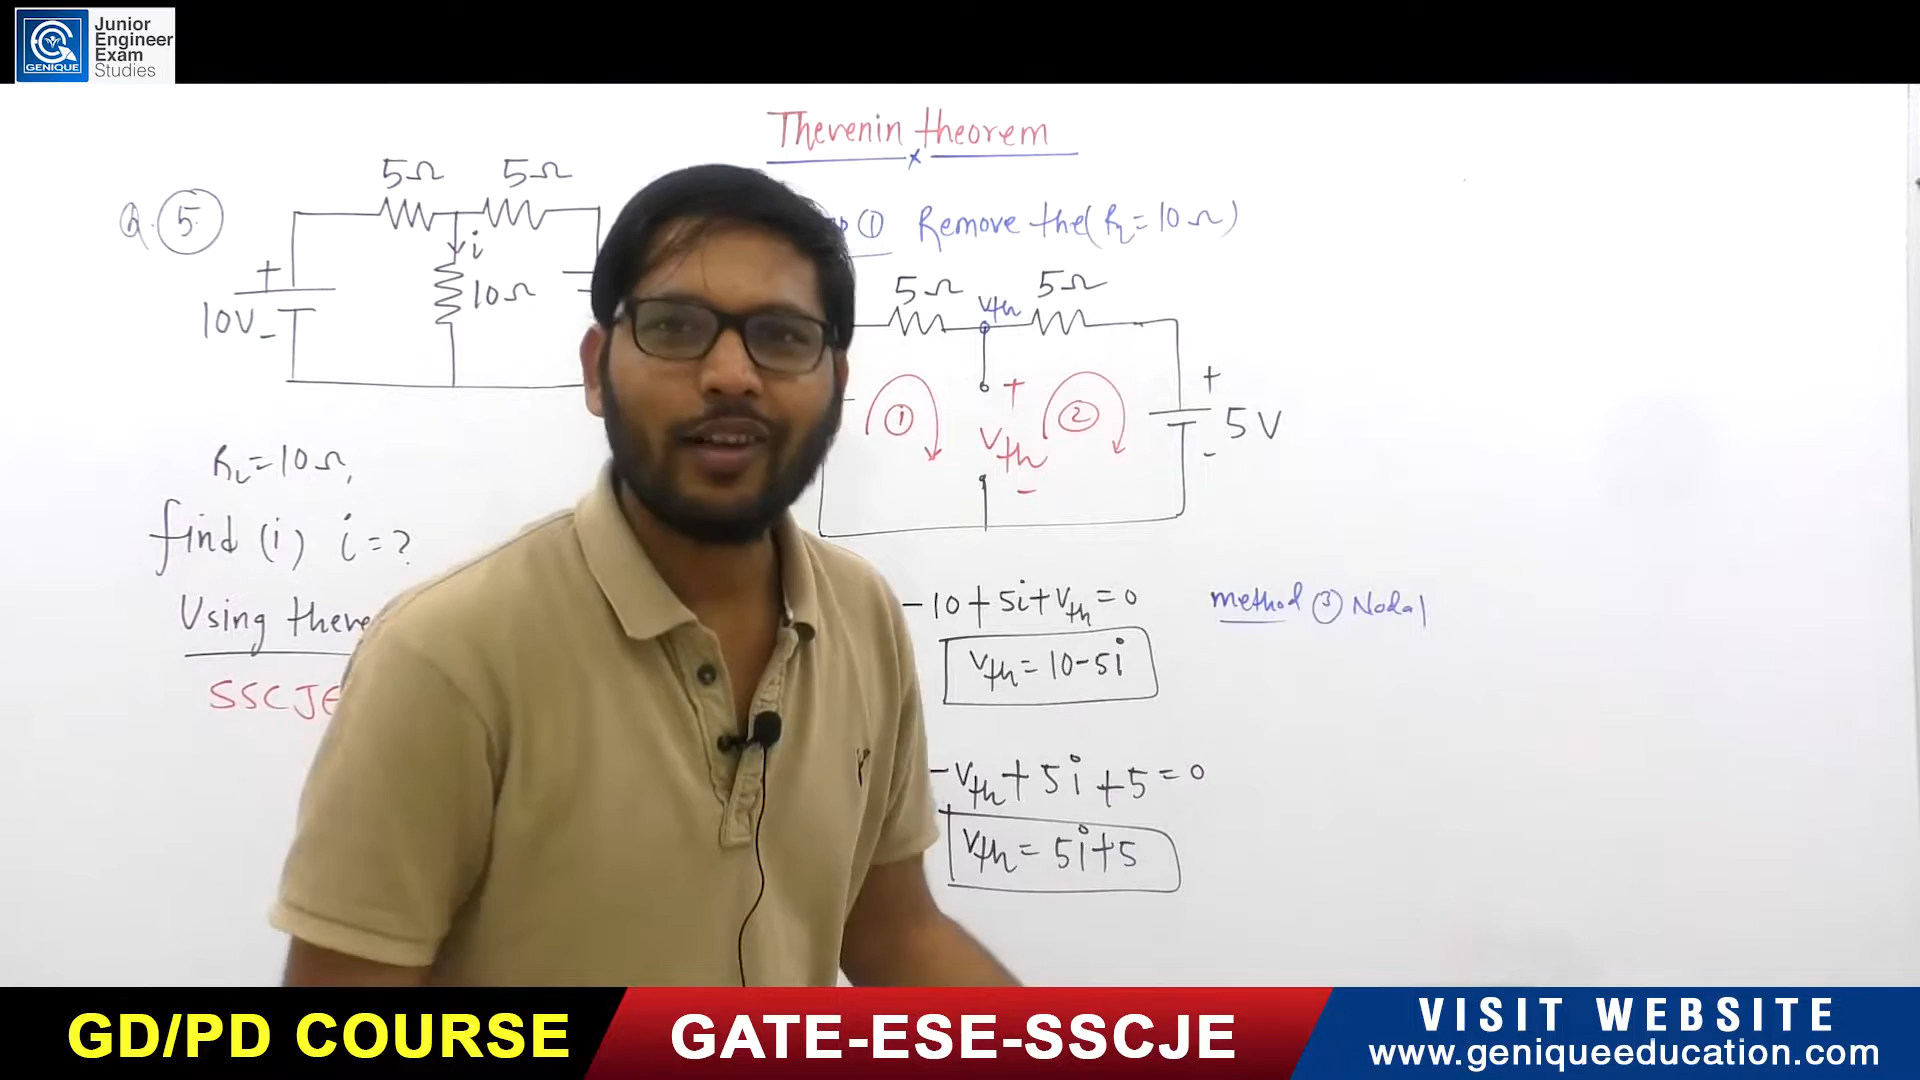 Junior
Engineer
Exam
Studies
GENIQUE
Thevenin theorem
Q. 5
5Ω 5Ω
i
10Ω
+
10V
-
① Remove the (RL = 10Ω)
5Ω Vth 5Ω
① + ② +
Vth 5V
- -
RL = 10Ω,
find (i) i = ?
Using
SSCJE
-10 + 5i + Vth = 0
Vth = 10 - 5i
method ③ Nodal
-Vth + 5i + 5 = 0
Vth = 5i + 5
GD/PD COURSE
GATE-ESE-SSCJE
VISIT WEBSITE
www.geniqueeducation.com